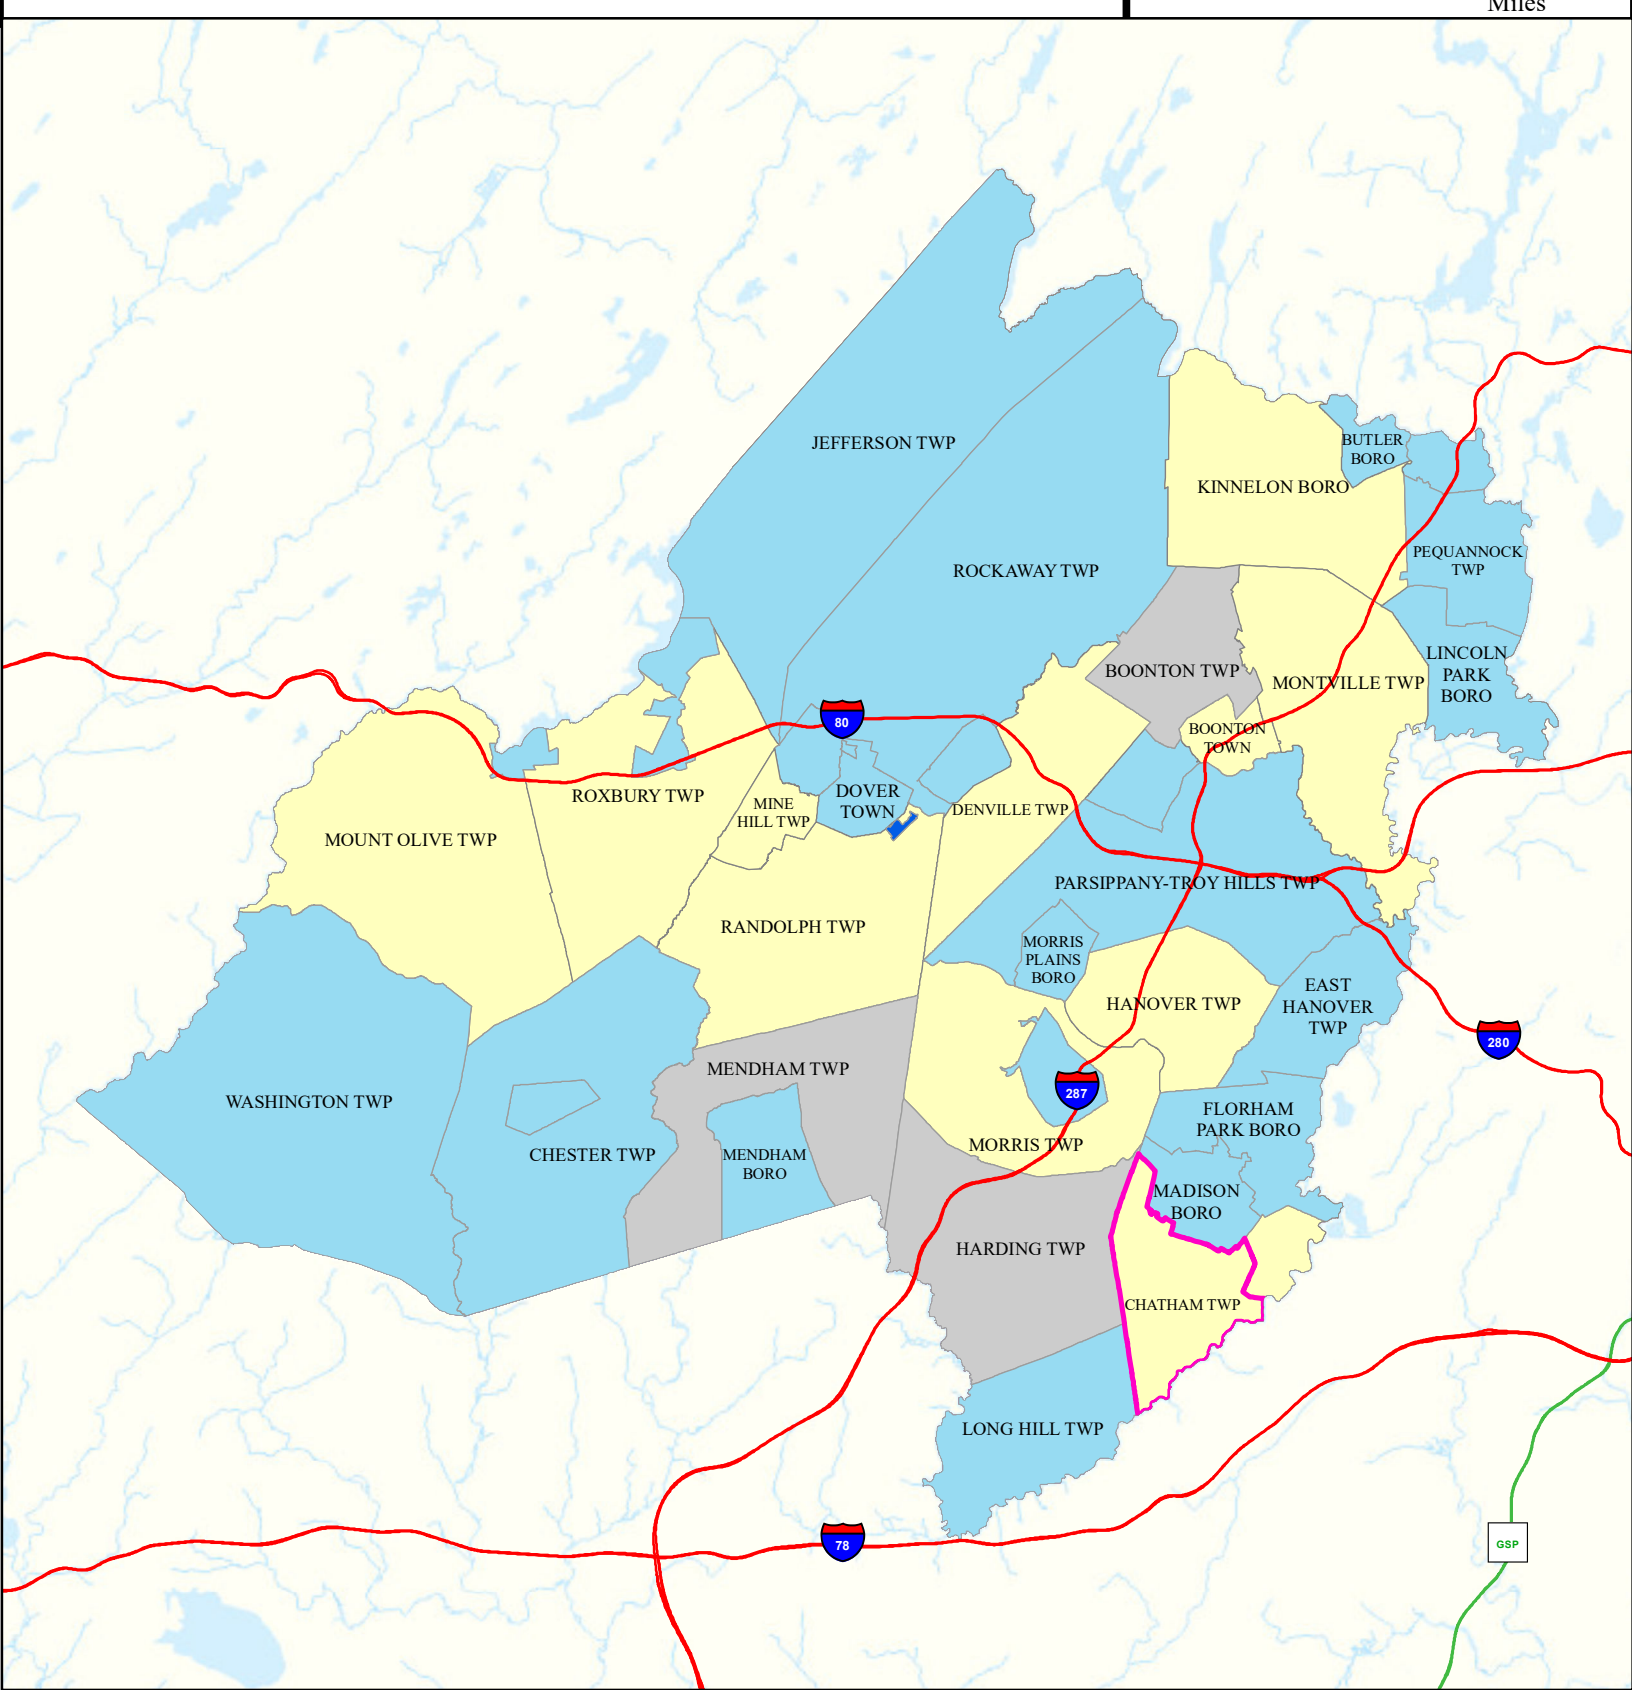 Miles
JEFFERSON TWP
BUTLER
BORO
KINNELON BORO
PEQUANNOCK
TWP
ROCKAWAY TWP
LINCOLN
PARK
BORO
BOONTON TWP
MONTVILLE TWP
80
BOONTON
TOWN
ROXBURY TWP
MINE
HILL TWP
DOVER
TOWN
DENVILLE TWP
MOUNT OLIVE TWP
PARSIPPANY-TROY HILLS TWP
RANDOLPH TWP
MORRIS
PLAINS
BORO
HANOVER TWP
EAST
HANOVER
TWP
280
MENDHAM TWP
287
WASHINGTON TWP
FLORHAM
PARK BORO
CHESTER TWP
MENDHAM
BORO
MORRIS TWP
MADISON
BORO
HARDING TWP
CHATHAM TWP
LONG HILL TWP
78
GSP